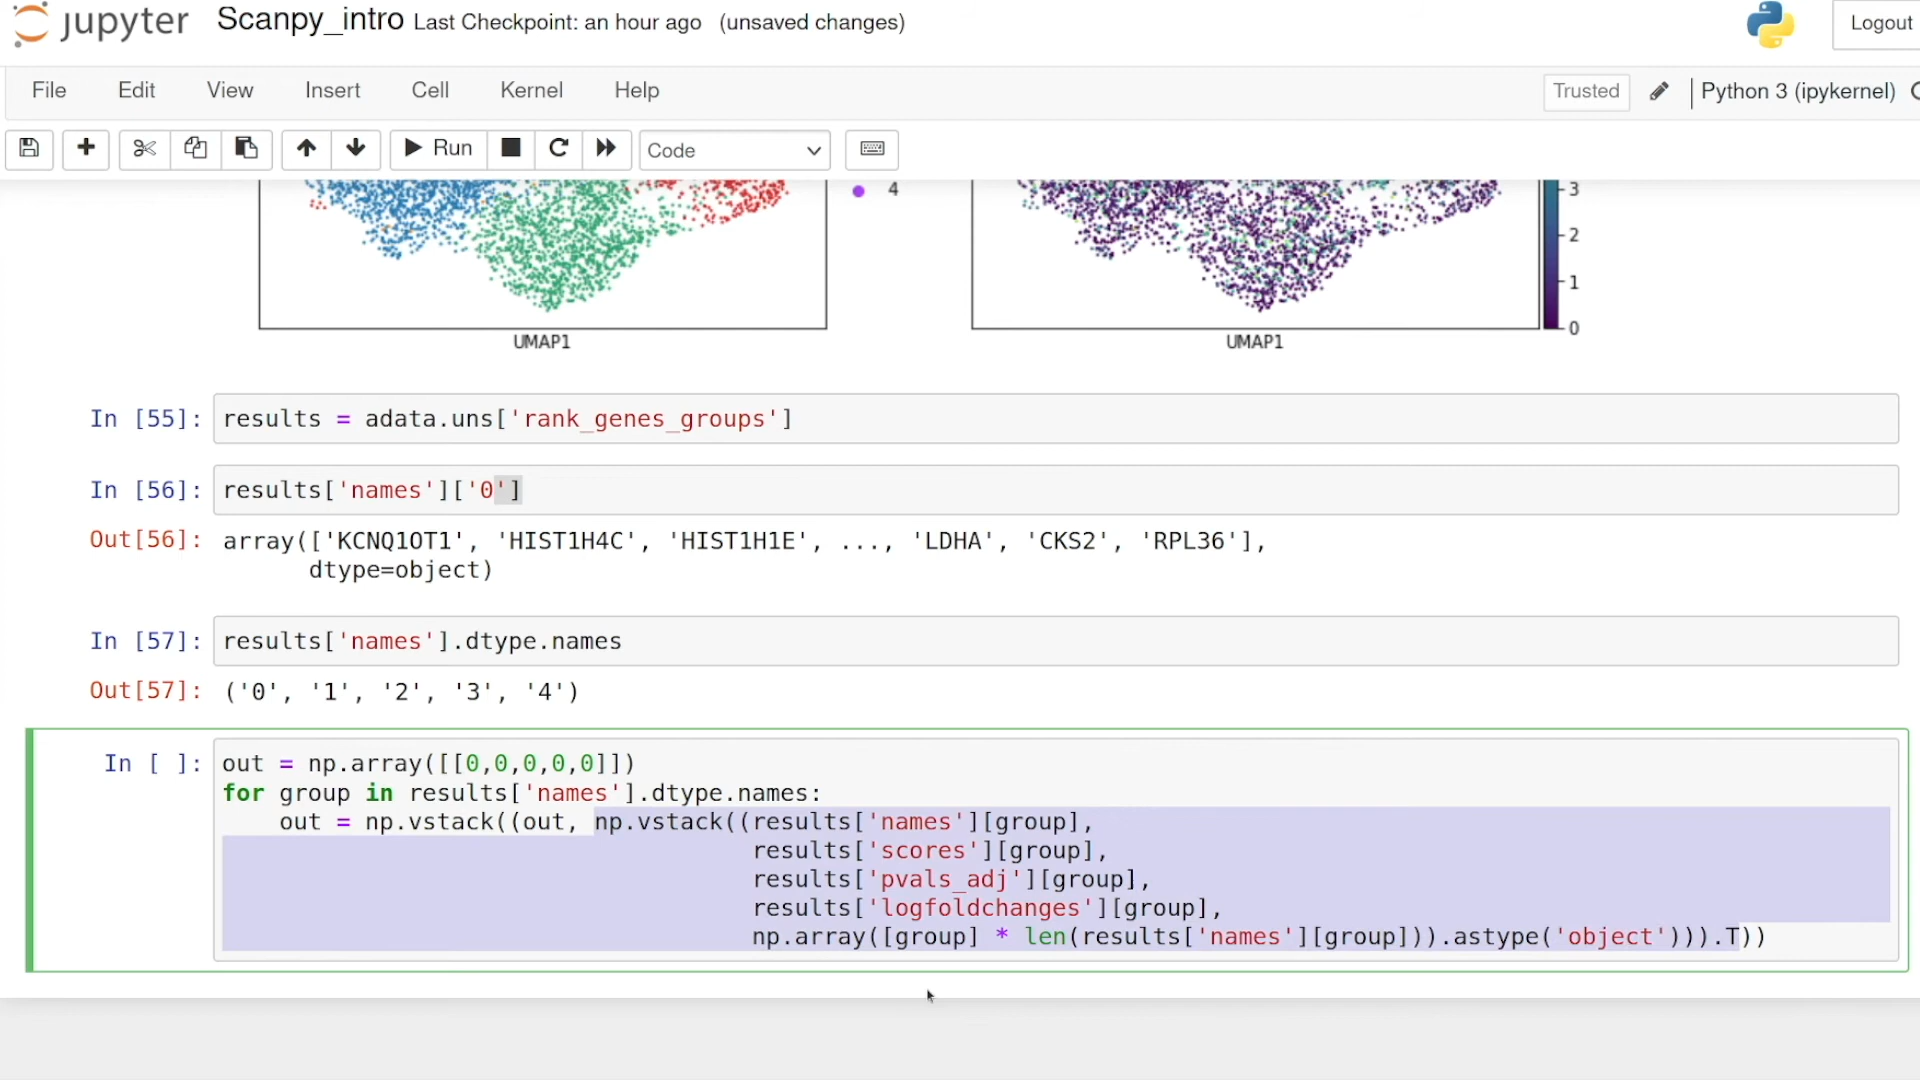 jupyter Scanpy_intro Last Checkpoint: an hour ago (unsaved changes)
Logout
File Edit View Insert Cell Kernel Help
Trusted Python 3 (ipykernel)
Run Code
4
3
2
1
0
UMAP1
UMAP1
In [55]: results = adata.uns['rank_genes_groups']
In [56]: results['names']['0']
Out[56]: array(['KCNQ1OT1', 'HIST1H4C', 'HIST1H1E', ..., 'LDHA', 'CKS2', 'RPL36'],
dtype=object)
In [57]: results['names'].dtype.names
Out[57]: ('0', '1', '2', '3', '4')
In [ ]: out = np.array([[0,0,0,0,0]])
for group in results['names'].dtype.names:
out = np.vstack((out, np.vstack((results['names'][group],
results['scores'][group],
results['pvals_adj'][group],
results['logfoldchanges'][group],
np.array([group] * len(results['names'][group])).astype('object'))).T))